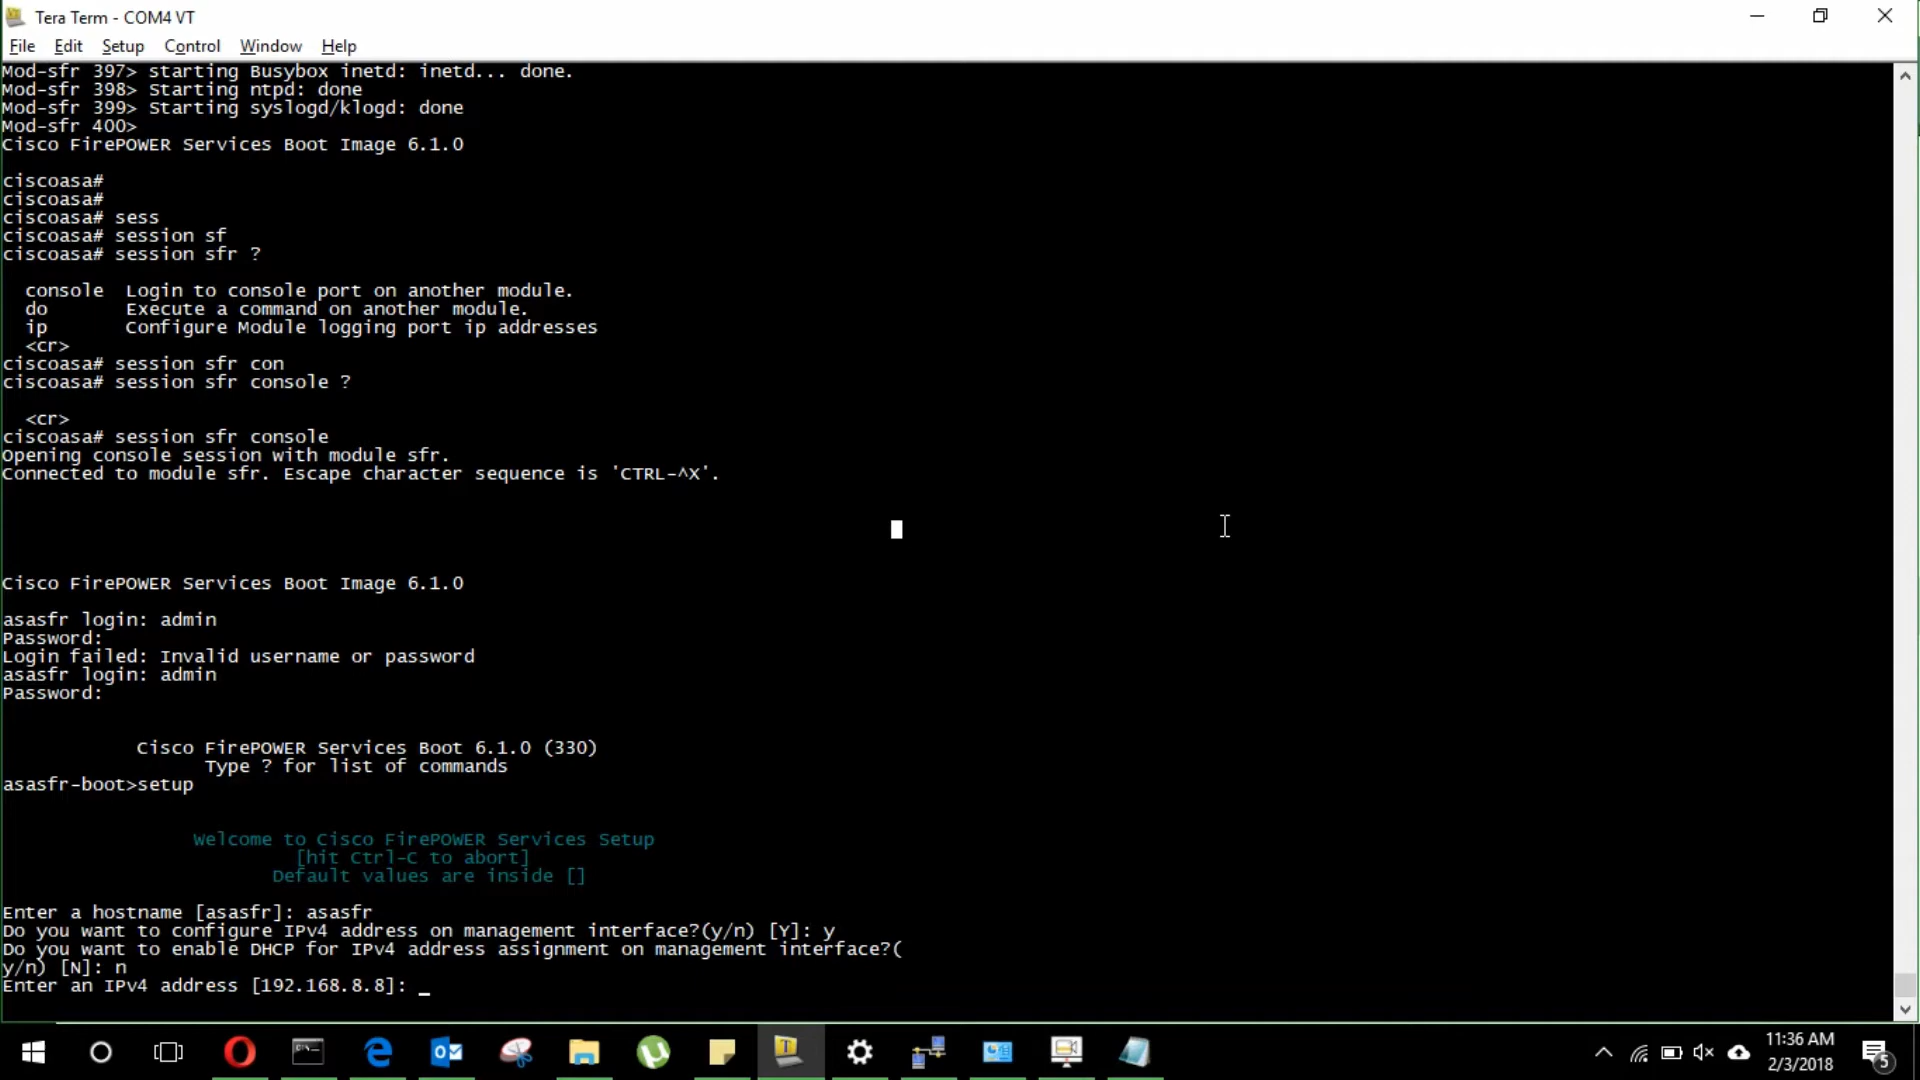 Tera Term - COM4 VT
File Edit Setup Control Window Help
Mod-sfr 397> starting Busybox inetd: inetd... done.
Mod-sfr 398> Starting ntpd: done
Mod-sfr 399> Starting syslogd/klogd: done
Mod-sfr 400>
Cisco FirePOWER Services Boot Image 6.1.0
ciscoasa#
ciscoasa#
ciscoasa# sess
ciscoasa# session sf
ciscoasa# session sfr ?
console Login to console port on another module.
do Execute a command on another module.
ip Configure Module logging port ip addresses
<cr>
ciscoasa# session sfr con
ciscoasa# session sfr console ?
<cr>
ciscoasa# session sfr console
Opening console session with module sfr.
Connected to module sfr. Escape character sequence is 'CTRL-^X'.
Cisco FirePOWER Services Boot Image 6.1.0
asasfr login: admin
Password:
Login failed: Invalid username or password
asasfr login: admin
Password:
Cisco FirePOWER Services Boot 6.1.0 (330)
Type ? for list of commands
asasfr-boot>setup
Welcome to Cisco FirePOWER Services Setup
[hit Ctrl-C to abort]
Default values are inside []
Enter a hostname [asasfr]: asasfr
Do you want to configure IPv4 address on management interface?(y/n) [Y]: y
Do you want to enable DHCP for IPv4 address assignment on management interface?(
y/n) [N]: n
Enter an IPv4 address [192.168.8.8]: _
11:36 AM
2/3/2018
5